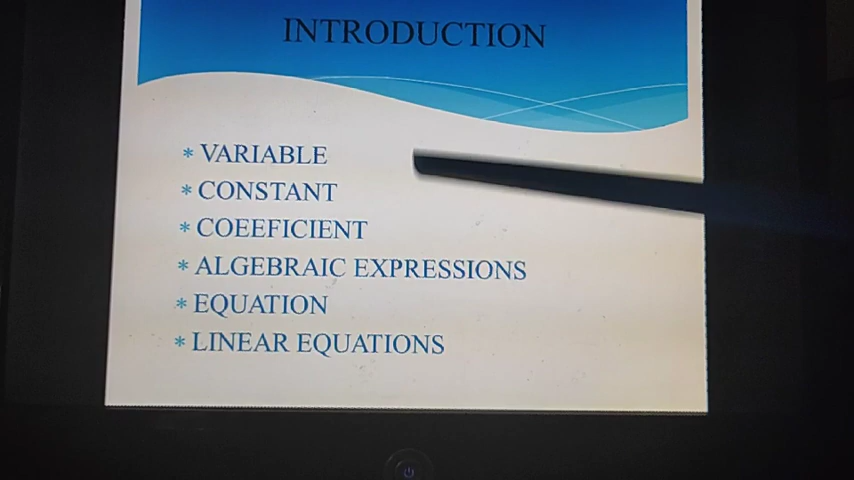 INTRODUCTION
* VARIABLE
* CONSTANT
* COEEFICIENT
* ALGEBRAIC EXPRESSIONS
* EQUATION
* LINEAR EQUATIONS